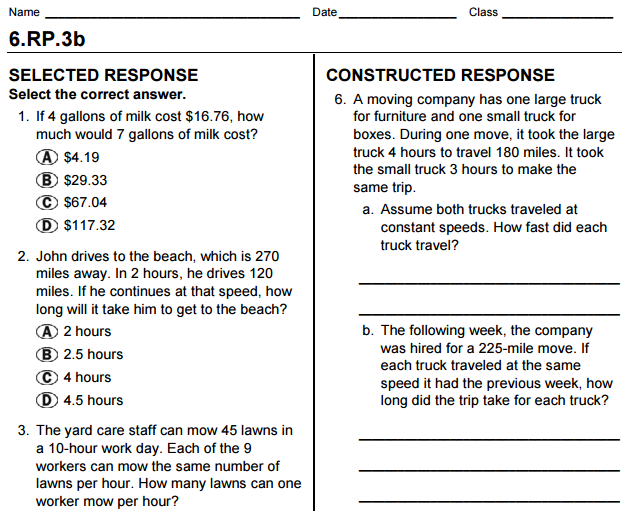 Name Date Class
6.RP.3b
SELECTED RESPONSE
Select the correct answer.
1. If 4 gallons of milk cost $16.76, how
much would 7 gallons of milk cost?
A $4.19
B $29.33
C $67.04
D $117.32
2. John drives to the beach, which is 270
miles away. In 2 hours, he drives 120
miles. If he continues at that speed, how
long will it take him to get to the beach?
A 2 hours
B 2.5 hours
C 4 hours
D 4.5 hours
3. The yard care staff can mow 45 lawns in
a 10-hour work day. Each of the 9
workers can mow the same number of
lawns per hour. How many lawns can one
worker mow per hour?
CONSTRUCTED RESPONSE
6. A moving company has one large truck
for furniture and one small truck for
boxes. During one move, it took the large
truck 4 hours to travel 180 miles. It took
the small truck 3 hours to make the
same trip.
a. Assume both trucks traveled at
constant speeds. How fast did each
truck travel?
b. The following week, the company
was hired for a 225-mile move. If
each truck traveled at the same
speed it had the previous week, how
long did the trip take for each truck?